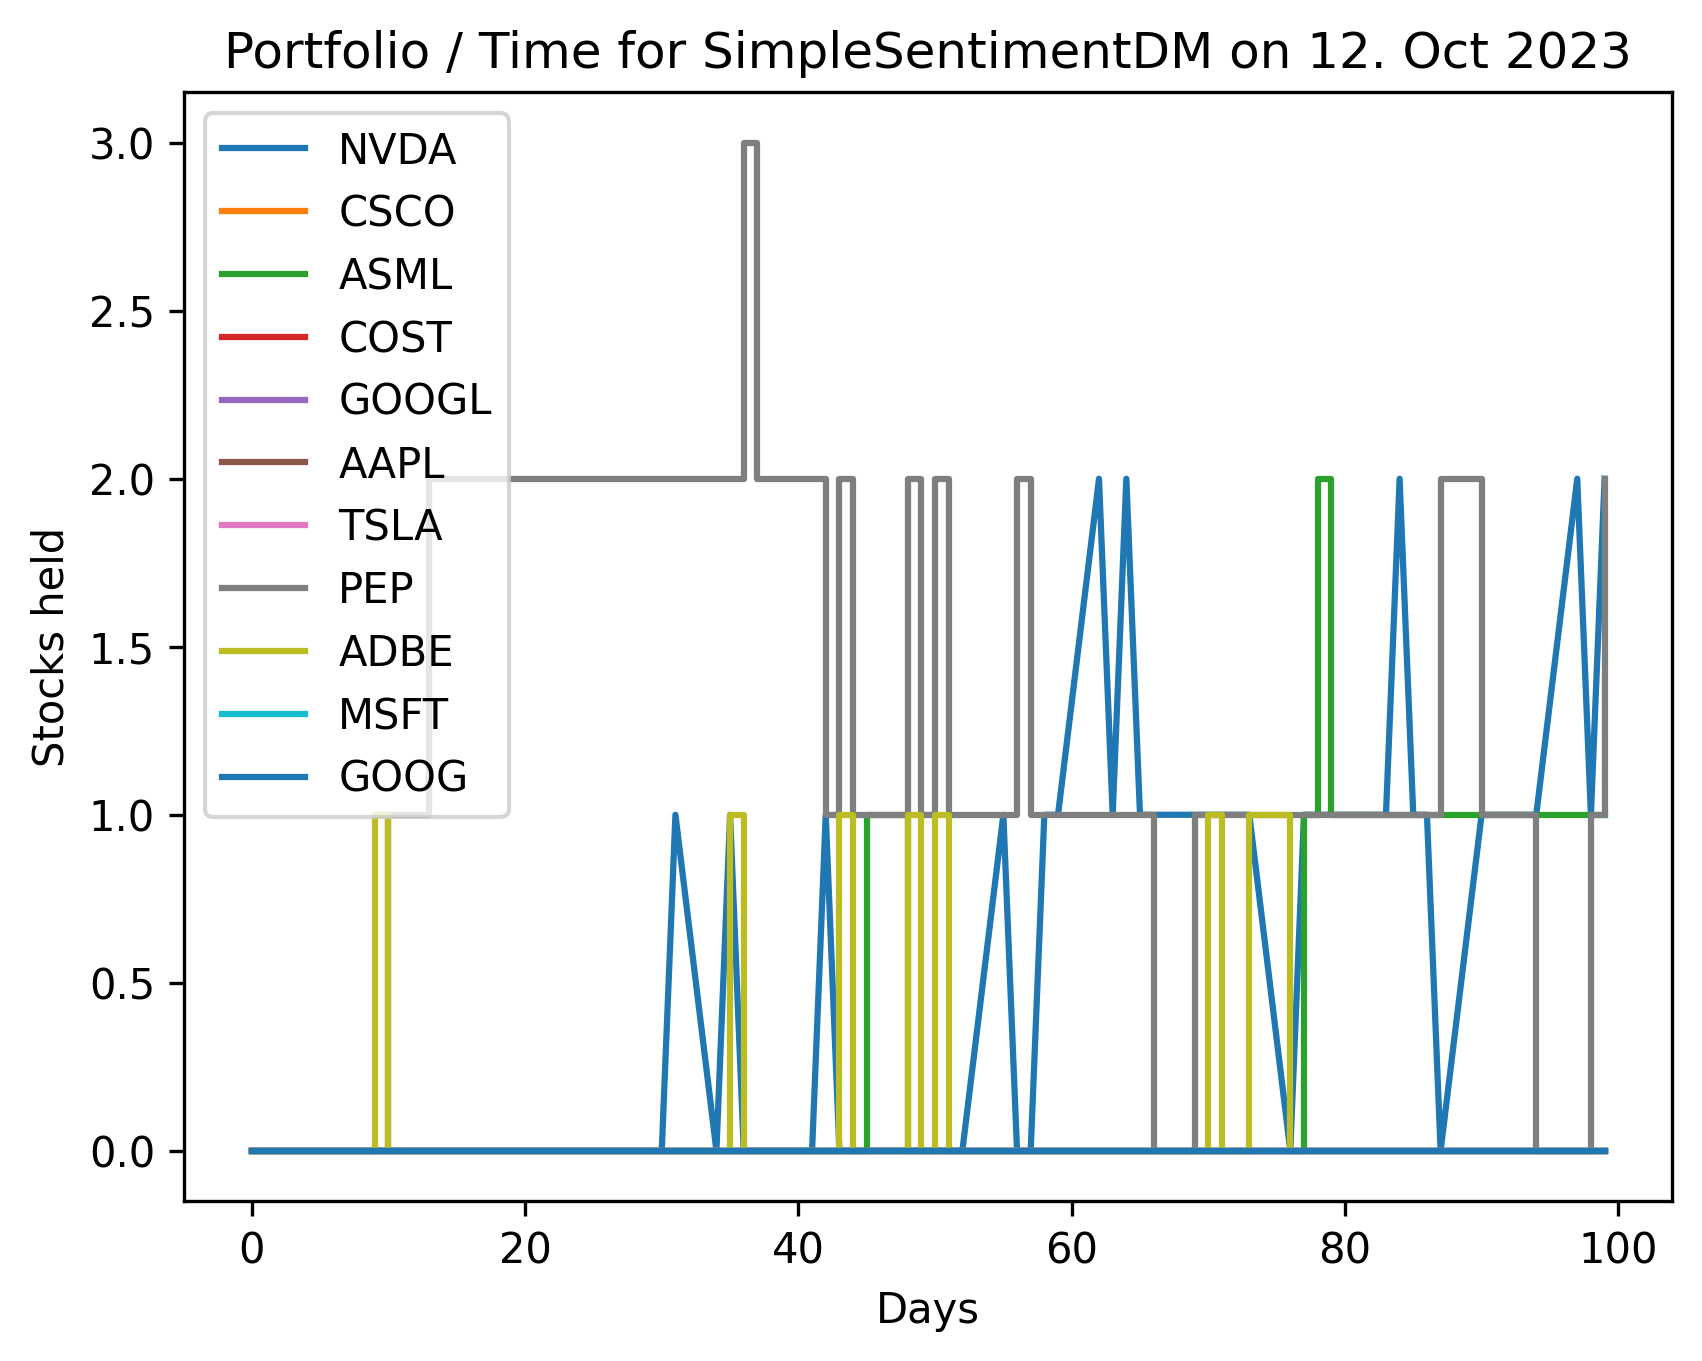 Portfolio / Time for SimpleSentimentDM on 12. Oct 2023
3.0
2.5
2.0
1.5
1.0
0.5
0.0
Stocks held
NVDA
CSCO
ASML
COST
GOOGL
AAPL
TSLA
PEP
ADBE
MSFT
GOOG
0 20 40 60 80 100
Days